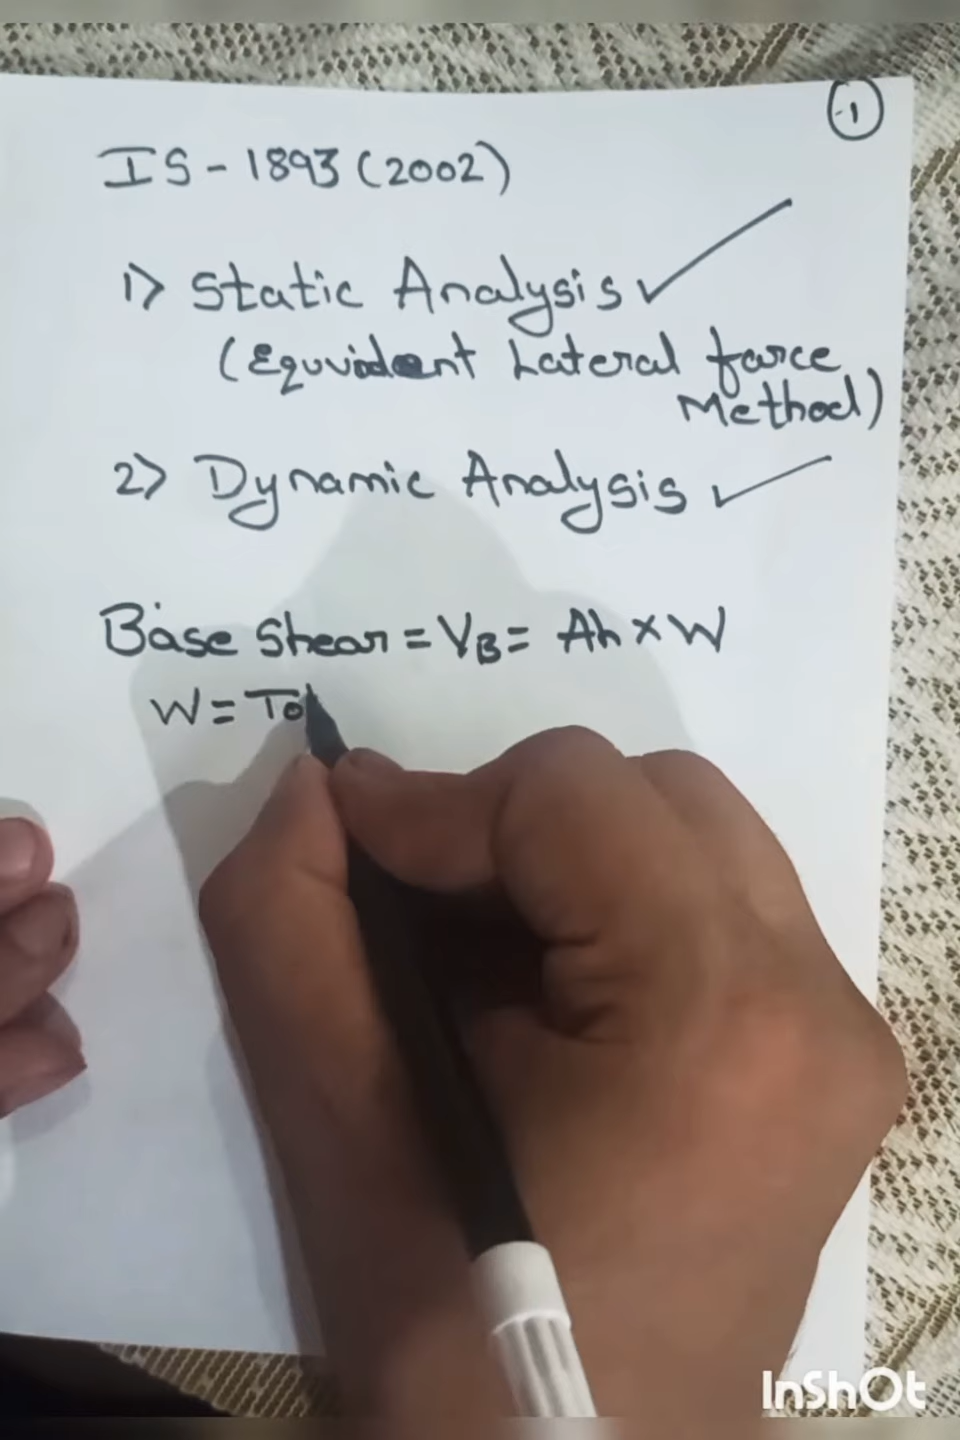 1
IS - 1893 (2002)
1) Static Analysis
(Equvident Lateral force
Method)
2) Dynamic Analysis
Base Shear = VB = Ah x W
W = To
InShOt